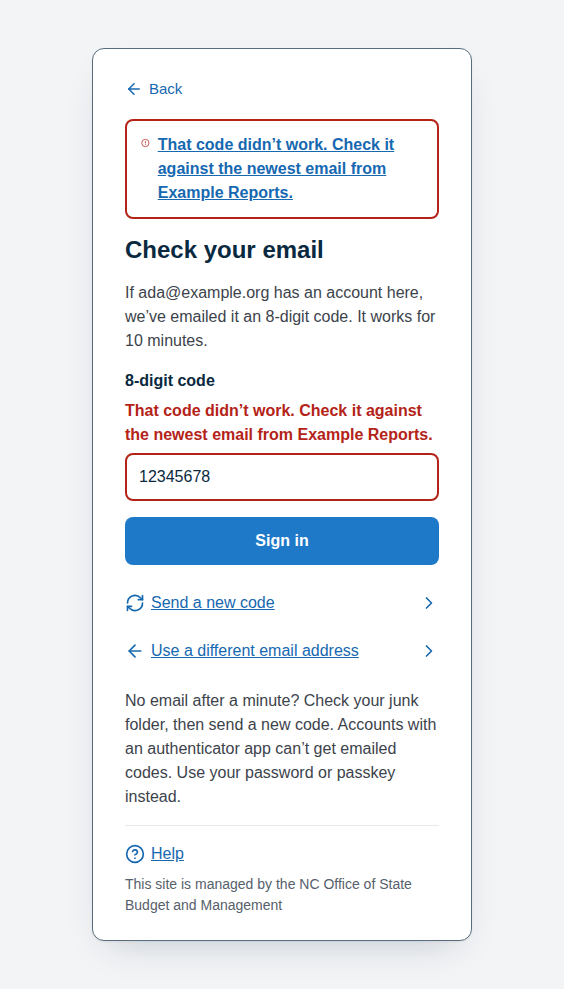 Back
That code didn’t work. Check it
against the newest email from
Example Reports.
Check your email
If ada@example.org has an account here,
we’ve emailed it an 8-digit code. It works for
10 minutes.
8-digit code
That code didn’t work. Check it against
the newest email from Example Reports.
12345678
Sign in
Send a new code
Use a different email address
No email after a minute? Check your junk
folder, then send a new code. Accounts with
an authenticator app can’t get emailed
codes. Use your password or passkey
instead.
Help
This site is managed by the NC Office of State
Budget and Management